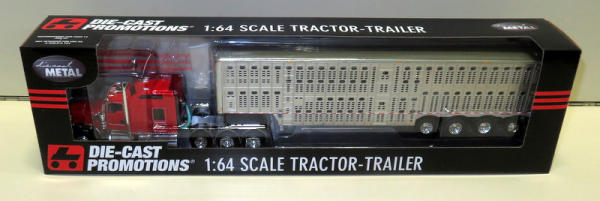 DIE-CAST
PROMOTIONS®
1:64 SCALE TRACTOR-TRAILER
METAL
DIE-CAST
PROMOTIONS®
1:64 SCALE TRACTOR-TRAILER